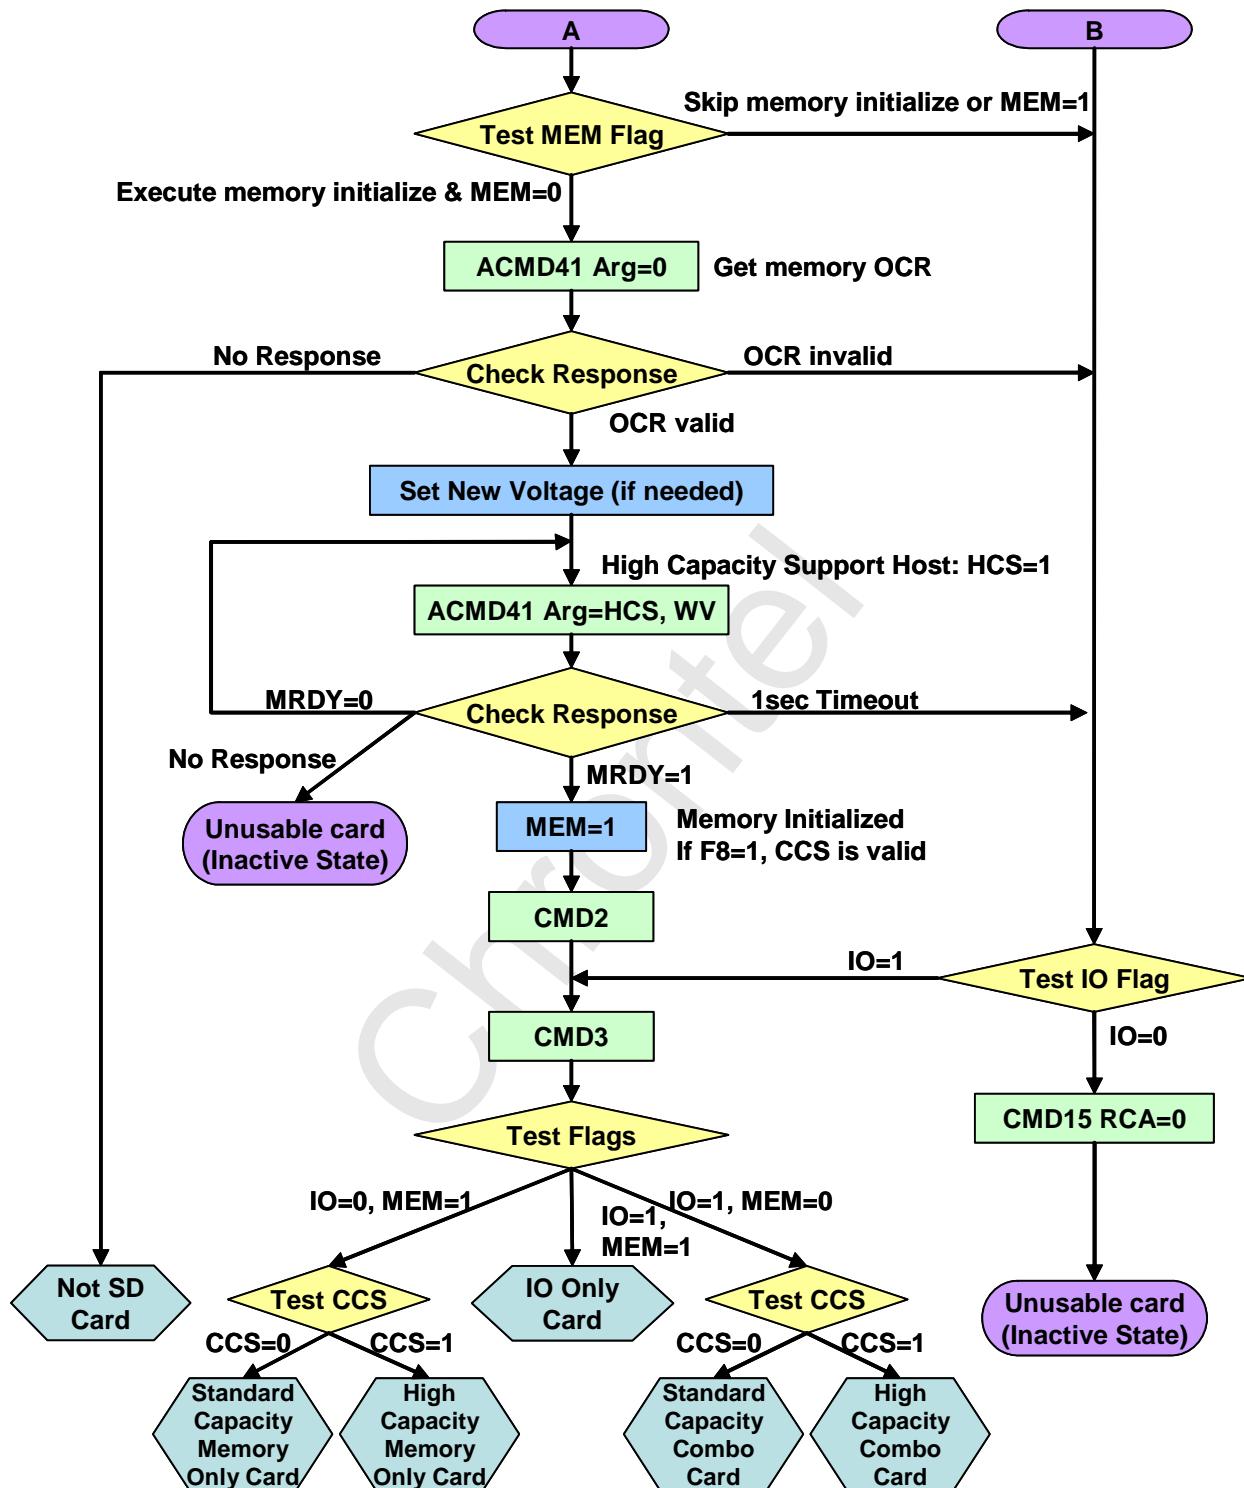 A
B
Skip memory initialize or MEM=1
Test MEM Flag
Execute memory initialize & MEM=0
ACMD41 Arg=0
Get memory OCR
No Response
OCR invalid
Check Response
OCR valid
Set New Voltage (if needed)
High Capacity Support Host: HCS=1
ACMD41 Arg=HCS, WV
MRDY=0
Check Response
1sec Timeout
No Response
MRDY=1
Unusable card
(Inactive State)
MEM=1
Memory Initialized
If F8=1, CCS is valid
CMD2
IO=1
Test IO Flag
CMD3
IO=0
CMD15 RCA=0
Test Flags
IO=0, MEM=1
IO=1,
MEM=1
IO=1, MEM=0
Not SD
Card
Test CCS
IO Only
Card
Test CCS
Unusable card
(Inactive State)
CCS=0
CCS=1
CCS=0
CCS=1
Standard
Capacity
Memory
Only Card
High
Capacity
Memory
Only Card
Standard
Capacity
Combo
Card
High
Capacity
Combo
Card
Chrontel